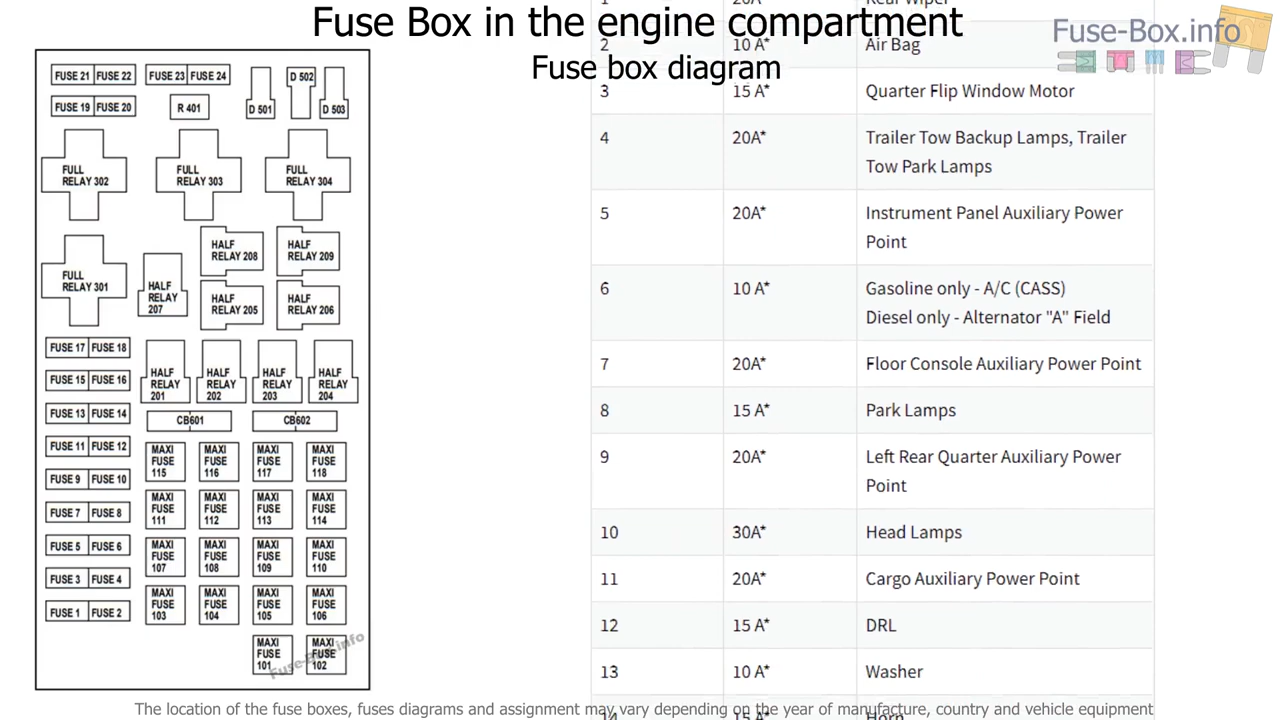 Fuse Box in the engine compartment
Fuse box diagram
Fuse-Box.info
FUSE 21 FUSE 22 FUSE 23 FUSE 24
D 502
D 501 D 503
FUSE 19 FUSE 20 R 401
FULL
RELAY 302
FULL
RELAY 303
FULL
RELAY 304
HALF
RELAY 208
HALF
RELAY 209
FULL
RELAY 301
HALF
RELAY
207
HALF
RELAY 205
HALF
RELAY 206
FUSE 17 FUSE 18
FUSE 15 FUSE 16
FUSE 13 FUSE 14
FUSE 11 FUSE 12
FUSE 9 FUSE 10
FUSE 7 FUSE 8
FUSE 5 FUSE 6
FUSE 3 FUSE 4
FUSE 1 FUSE 2
HALF
RELAY
201
HALF
RELAY
202
HALF
RELAY
203
HALF
RELAY
204
CB601 CB602
MAXI
FUSE
115
MAXI
FUSE
116
MAXI
FUSE
117
MAXI
FUSE
118
MAXI
FUSE
111
MAXI
FUSE
112
MAXI
FUSE
113
MAXI
FUSE
114
MAXI
FUSE
107
MAXI
FUSE
108
MAXI
FUSE
109
MAXI
FUSE
110
MAXI
FUSE
103
MAXI
FUSE
104
MAXI
FUSE
105
MAXI
FUSE
106
MAXI
FUSE
101
MAXI
FUSE
102
Fuse-Box.info
1 20A* Rear Wiper
2 10 A* Air Bag
3 15 A* Quarter Flip Window Motor
4 20A* Trailer Tow Backup Lamps, Trailer
Tow Park Lamps
5 20A* Instrument Panel Auxiliary Power
Point
6 10 A* Gasoline only - A/C (CASS)
Diesel only - Alternator "A" Field
7 20A* Floor Console Auxiliary Power Point
8 15 A* Park Lamps
9 20A* Left Rear Quarter Auxiliary Power
Point
10 30A* Head Lamps
11 20A* Cargo Auxiliary Power Point
12 15 A* DRL
13 10 A* Washer
14 15 A* Horn
The location of the fuse boxes, fuses diagrams and assignment may vary depending on the year of manufacture, country and vehicle equipment